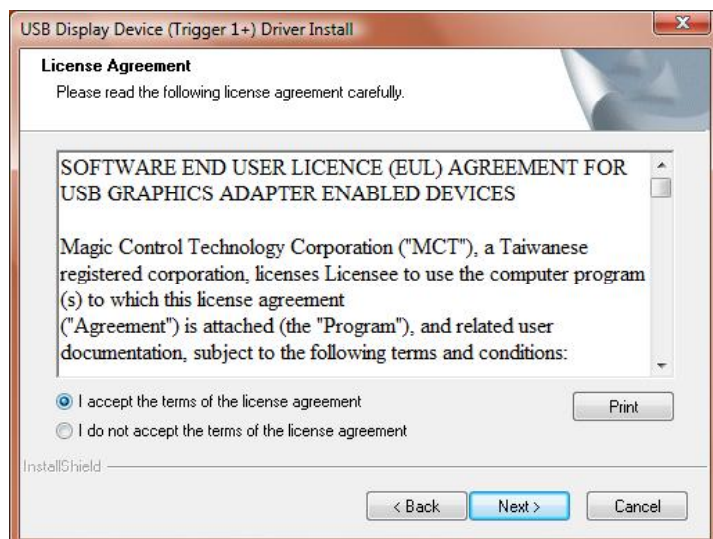 USB Display Device (Trigger 1+) Driver Install
License Agreement
Please read the following license agreement carefully.
SOFTWARE END USER LICENCE (EUL) AGREEMENT FOR
USB GRAPHICS ADAPTER ENABLED DEVICES
Magic Control Technology Corporation ("MCT"), a Taiwanese
registered corporation, licenses Licensee to use the computer program
(s) to which this license agreement
("Agreement") is attached (the "Program"), and related user
documentation, subject to the following terms and conditions:
I accept the terms of the license agreement
Print
I do not accept the terms of the license agreement
InstallShield
< Back
Next >
Cancel